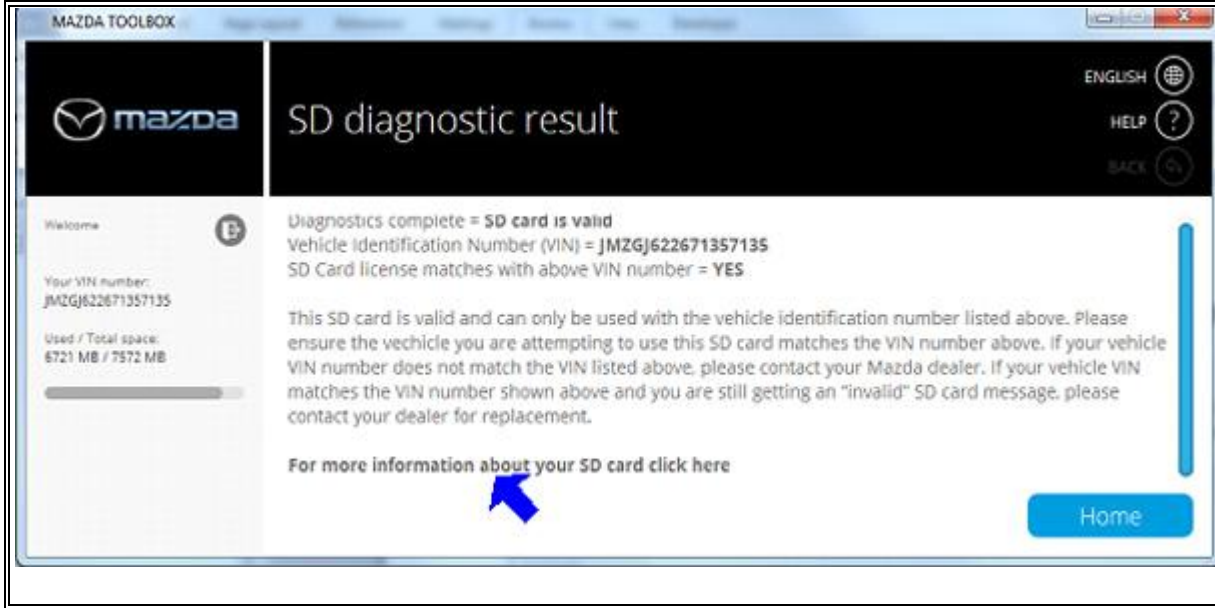 MAZDA TOOLBOX
mazda
SD diagnostic result
ENGLISH
HELP
BACK
Welcome
Your VIN number:
JMZGJ622671357135
Used / Total space:
6721 MB / 7572 MB
Diagnostics complete = SD card is valid
Vehicle Identification Number (VIN) = JMZGJ622671357135
SD Card license matches with above VIN number = YES
This SD card is valid and can only be used with the vehicle identification number listed above. Please
ensure the vechicle you are attempting to use this SD card matches the VIN number above. If your vehicle
VIN number does not match the VIN listed above, please contact your Mazda dealer. If your vehicle VIN
matches the VIN number shown above and you are still getting an "invalid" SD card message, please
contact your dealer for replacement.
For more information about your SD card click here
Home